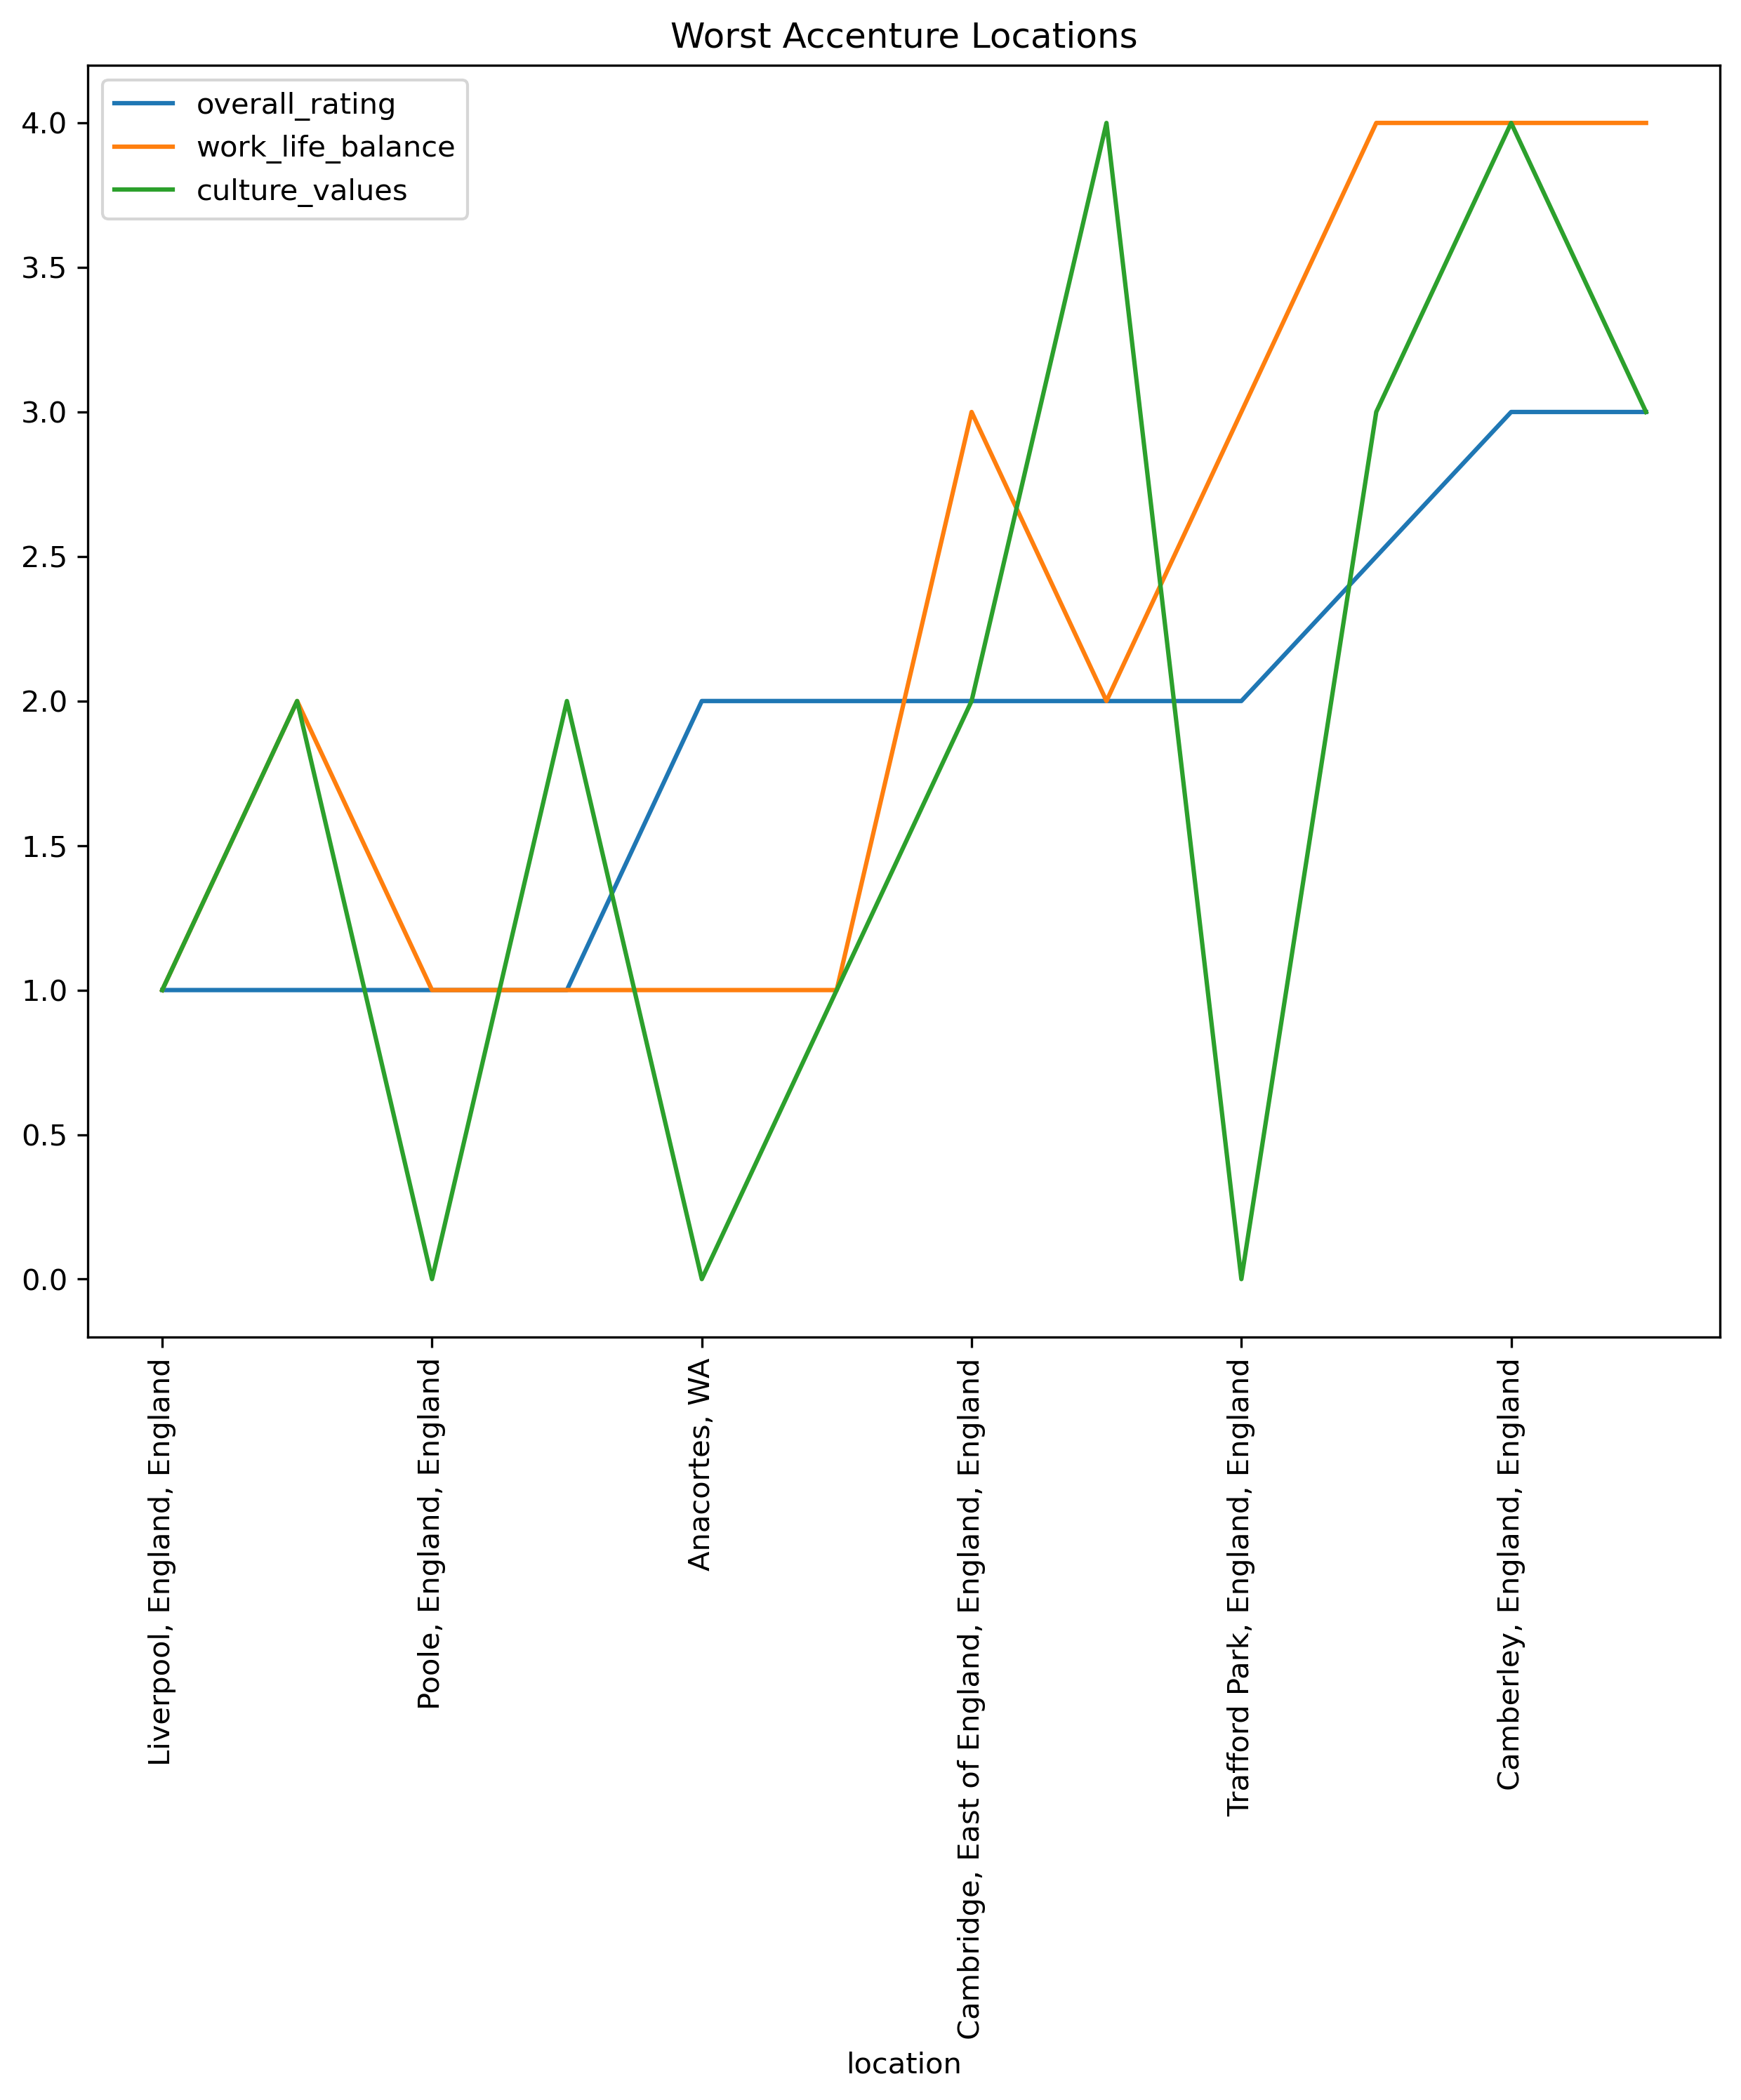 Worst Accenture Locations
overall_rating
work_life_balance
culture_values
4.0
3.5
3.0
2.5
2.0
1.5
1.0
0.5
0.0
Liverpool, England, England
Poole, England, England
Anacortes, WA
Cambridge, East of England, England, England
Trafford Park, England, England
Camberley, England, England
location